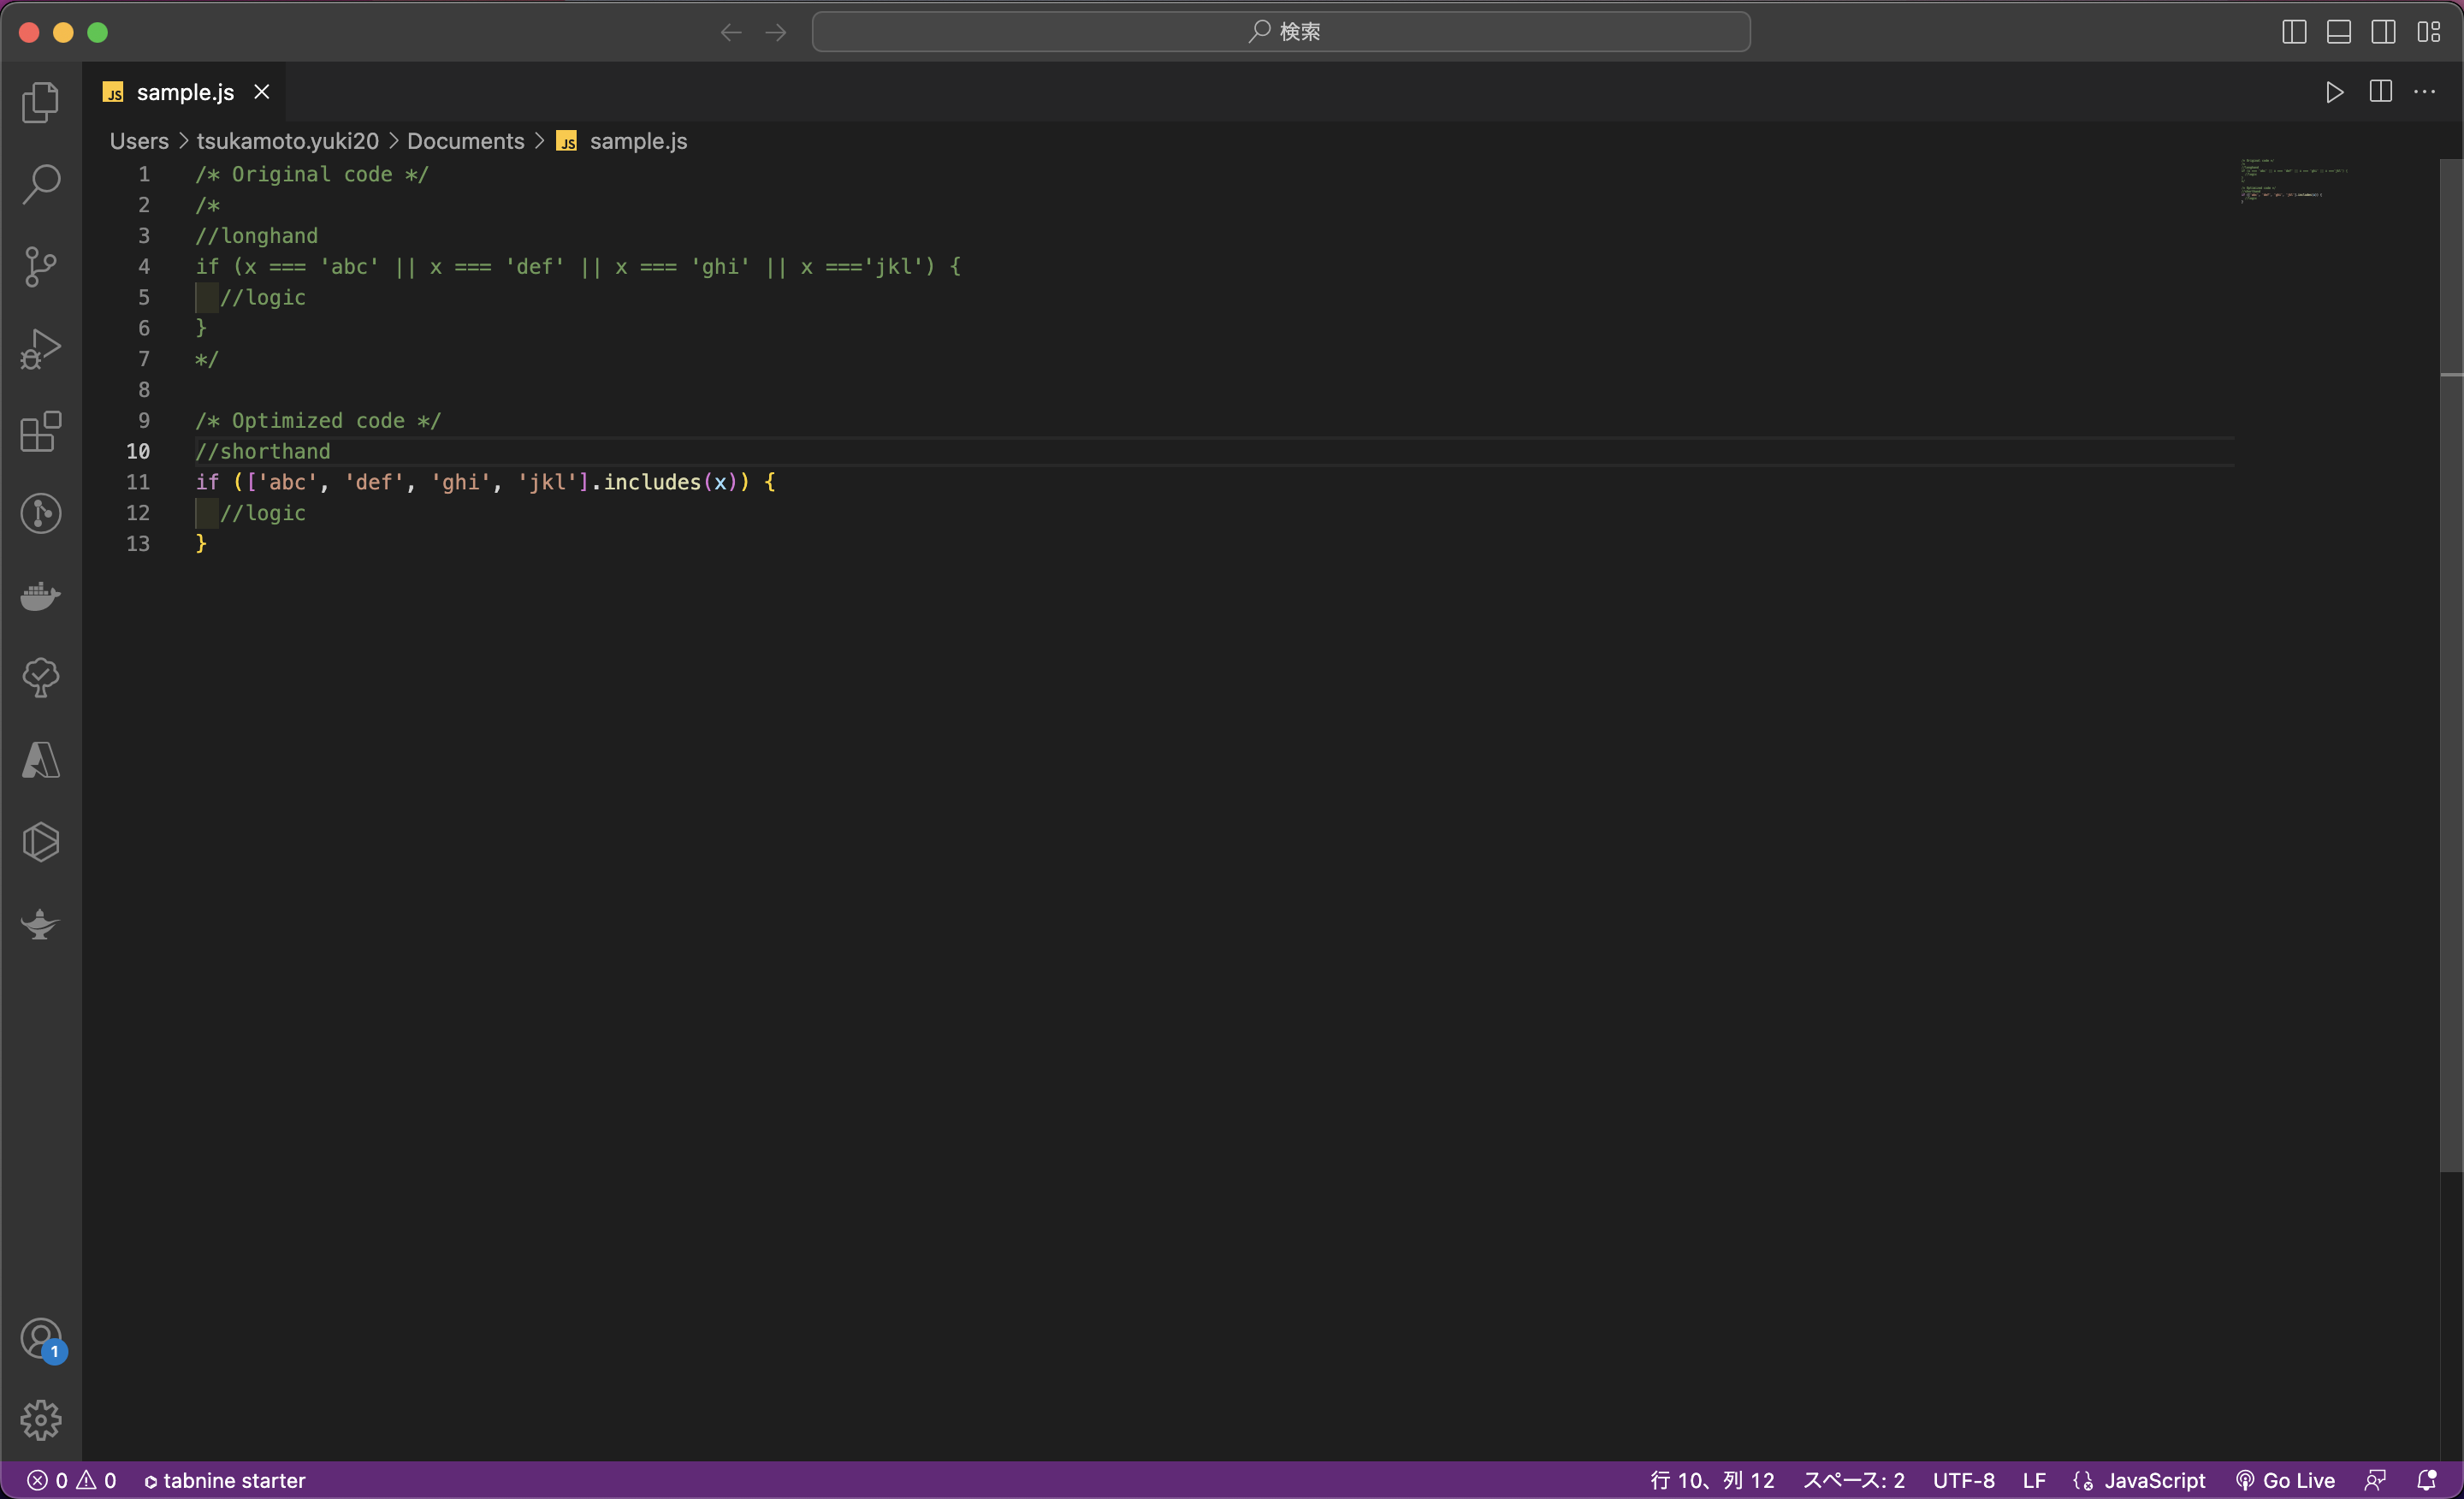 検索
JS sample.js
Users > tsukamoto.yuki20 > Documents > JS sample.js
1 /* Original code */
2 /*
3 //longhand
4 if (x === 'abc' || x === 'def' || x === 'ghi' || x ==='jkl') {
5   //logic
6 }
7 */
8
9 /* Optimized code */
10 //shorthand
11 if (['abc', 'def', 'ghi', 'jkl'].includes(x)) {
12   //logic
13 }
1
0 0 tabnine starter 行 10、列 12 スペース: 2 UTF-8 LF JavaScript Go Live